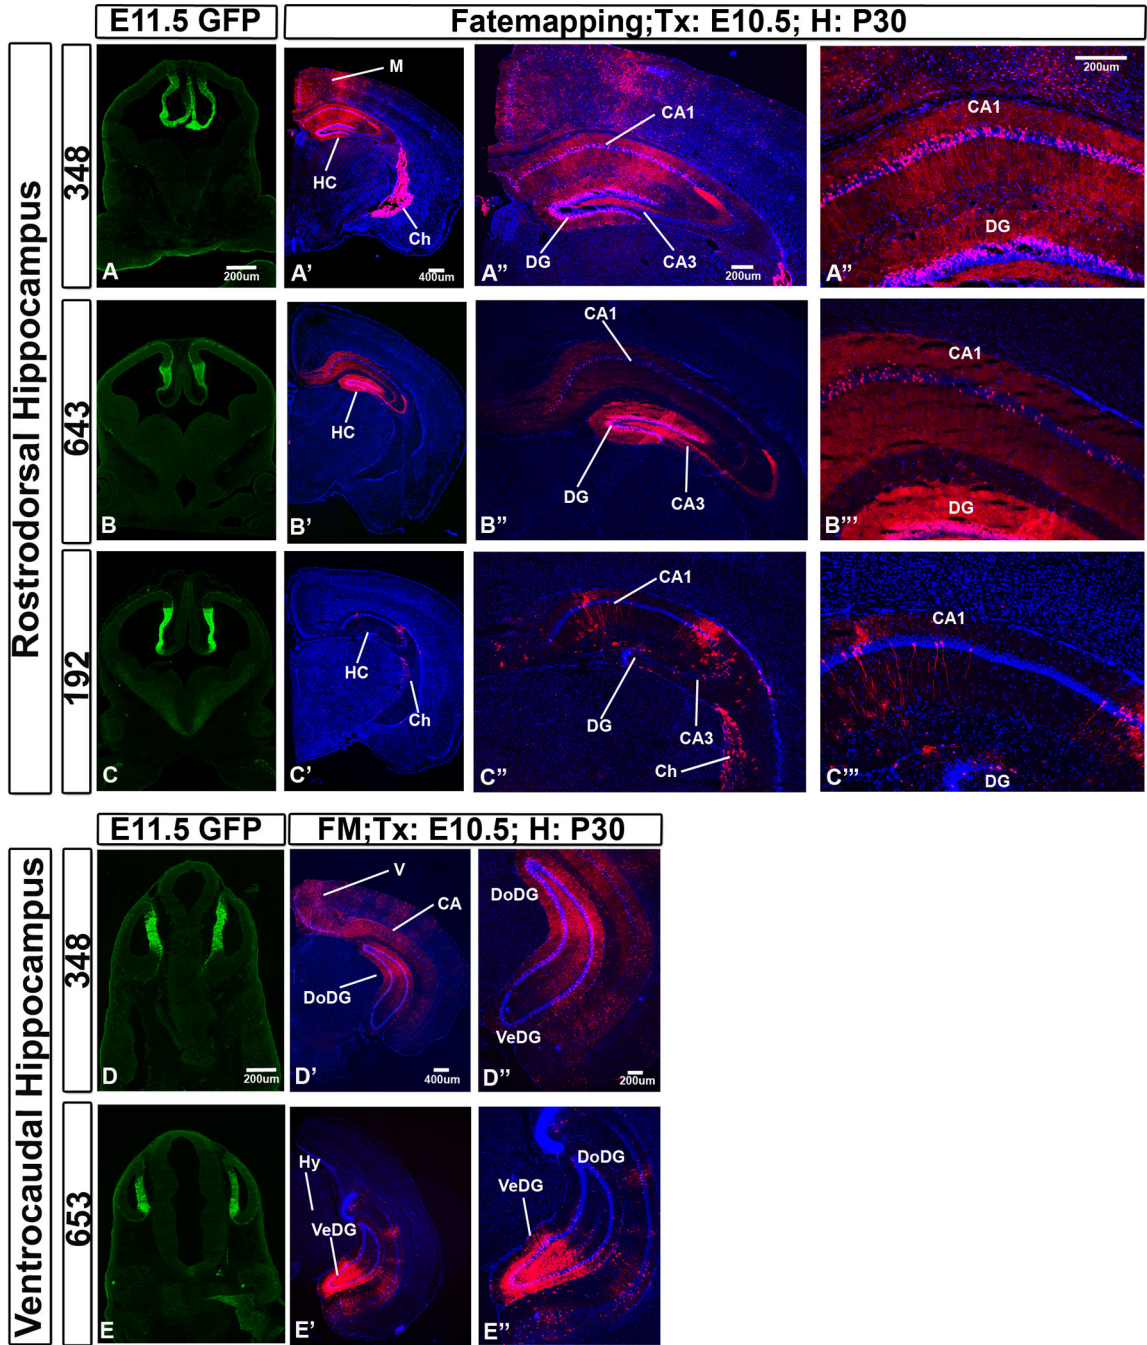 E11.5 GFP
Fatemapping;Tx: E10.5; H: P30
Rostrodorsal Hippocampus
348
A
200um
M
HC
Ch
A'
400um
CA1
DG
CA3
A''
200um
200um
CA1
DG
A''
643
B
HC
B'
CA1
DG
CA3
B''
CA1
DG
B'''
192
C
HC
Ch
C'
CA1
DG
CA3
Ch
C''
CA1
DG
C'''
E11.5 GFP
FM;Tx: E10.5; H: P30
Ventrocaudal Hippocampus
348
D
200um
V
CA
DoDG
D'
400um
DoDG
VeDG
D''
200um
653
E
Hy
VeDG
E'
DoDG
VeDG
E''